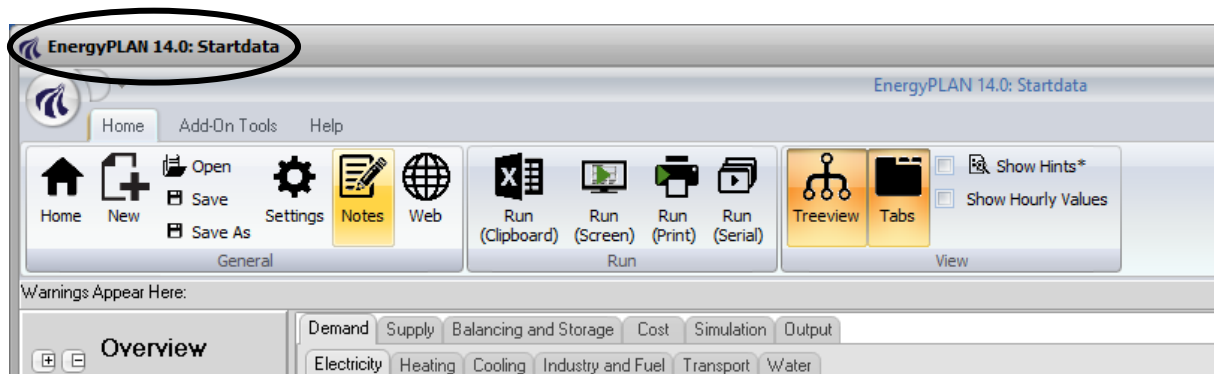 EnergyPLAN 14.0: Startdata
EnergyPLAN 14.0: Startdata
Home Add-On Tools Help
Open
Save
Save As
Home New Settings Notes Web
General
Run (Clipboard)
Run (Screen)
Run (Print)
Run (Serial)
Run
Treeview Tabs
Show Hints*
Show Hourly Values
View
Warnings Appear Here:
Overview
Demand Supply Balancing and Storage Cost Simulation Output
Electricity Heating Cooling Industry and Fuel Transport Water